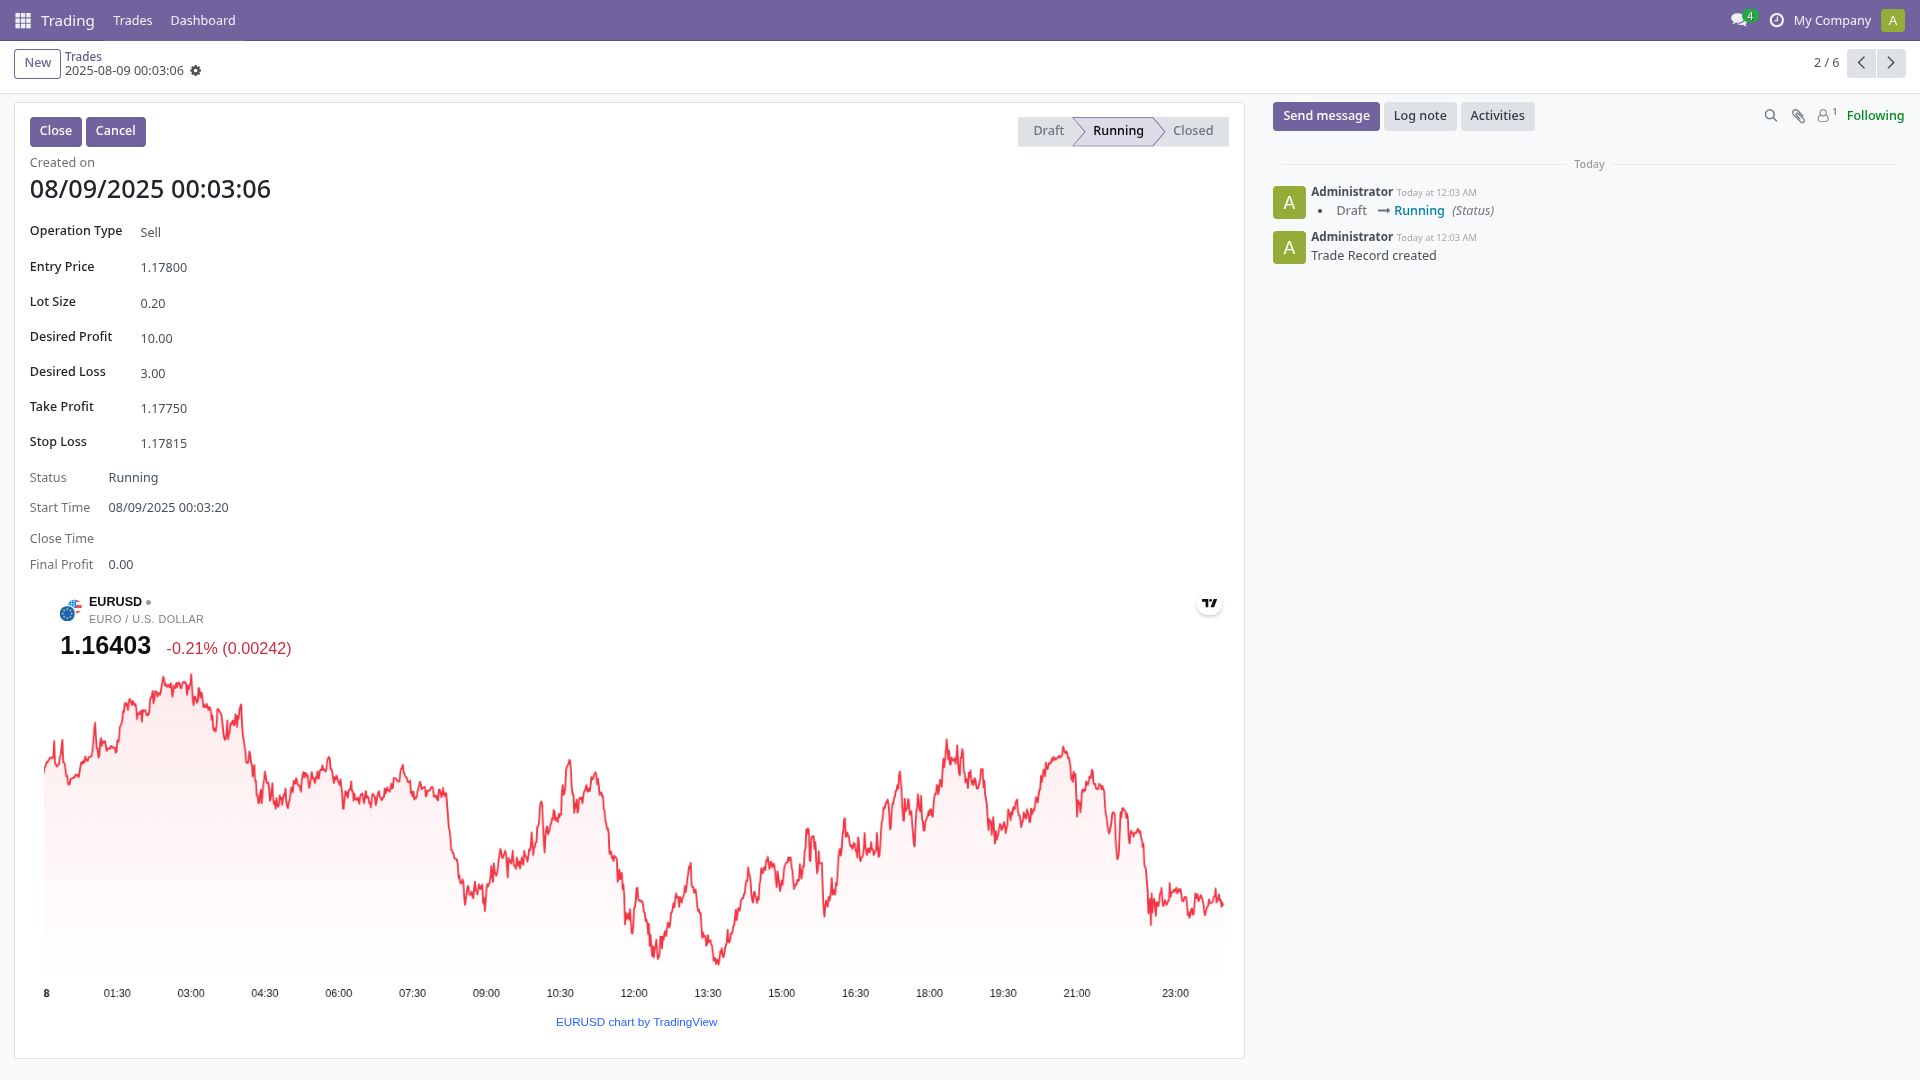 Trading Trades Dashboard 4 My Company A
New Trades
2025-08-09 00:03:06
2 / 6
Close Cancel Draft Running Closed
Created on
08/09/2025 00:03:06
Operation Type Sell
Entry Price 1.17800
Lot Size 0.20
Desired Profit 10.00
Desired Loss 3.00
Take Profit 1.17750
Stop Loss 1.17815
Status Running
Start Time 08/09/2025 00:03:20
Close Time
Final Profit 0.00
EURUSD
EURO / U.S. DOLLAR
1.16403 -0.21% (0.00242)
8 01:30 03:00 04:30 06:00 07:30 09:00 10:30 12:00 13:30 15:00 16:30 18:00 19:30 21:00 23:00
EURUSD chart by TradingView
Send message Log note Activities 1 Following
Today
A Administrator Today at 12:03 AM
• Draft → Running (Status)
A Administrator Today at 12:03 AM
Trade Record created